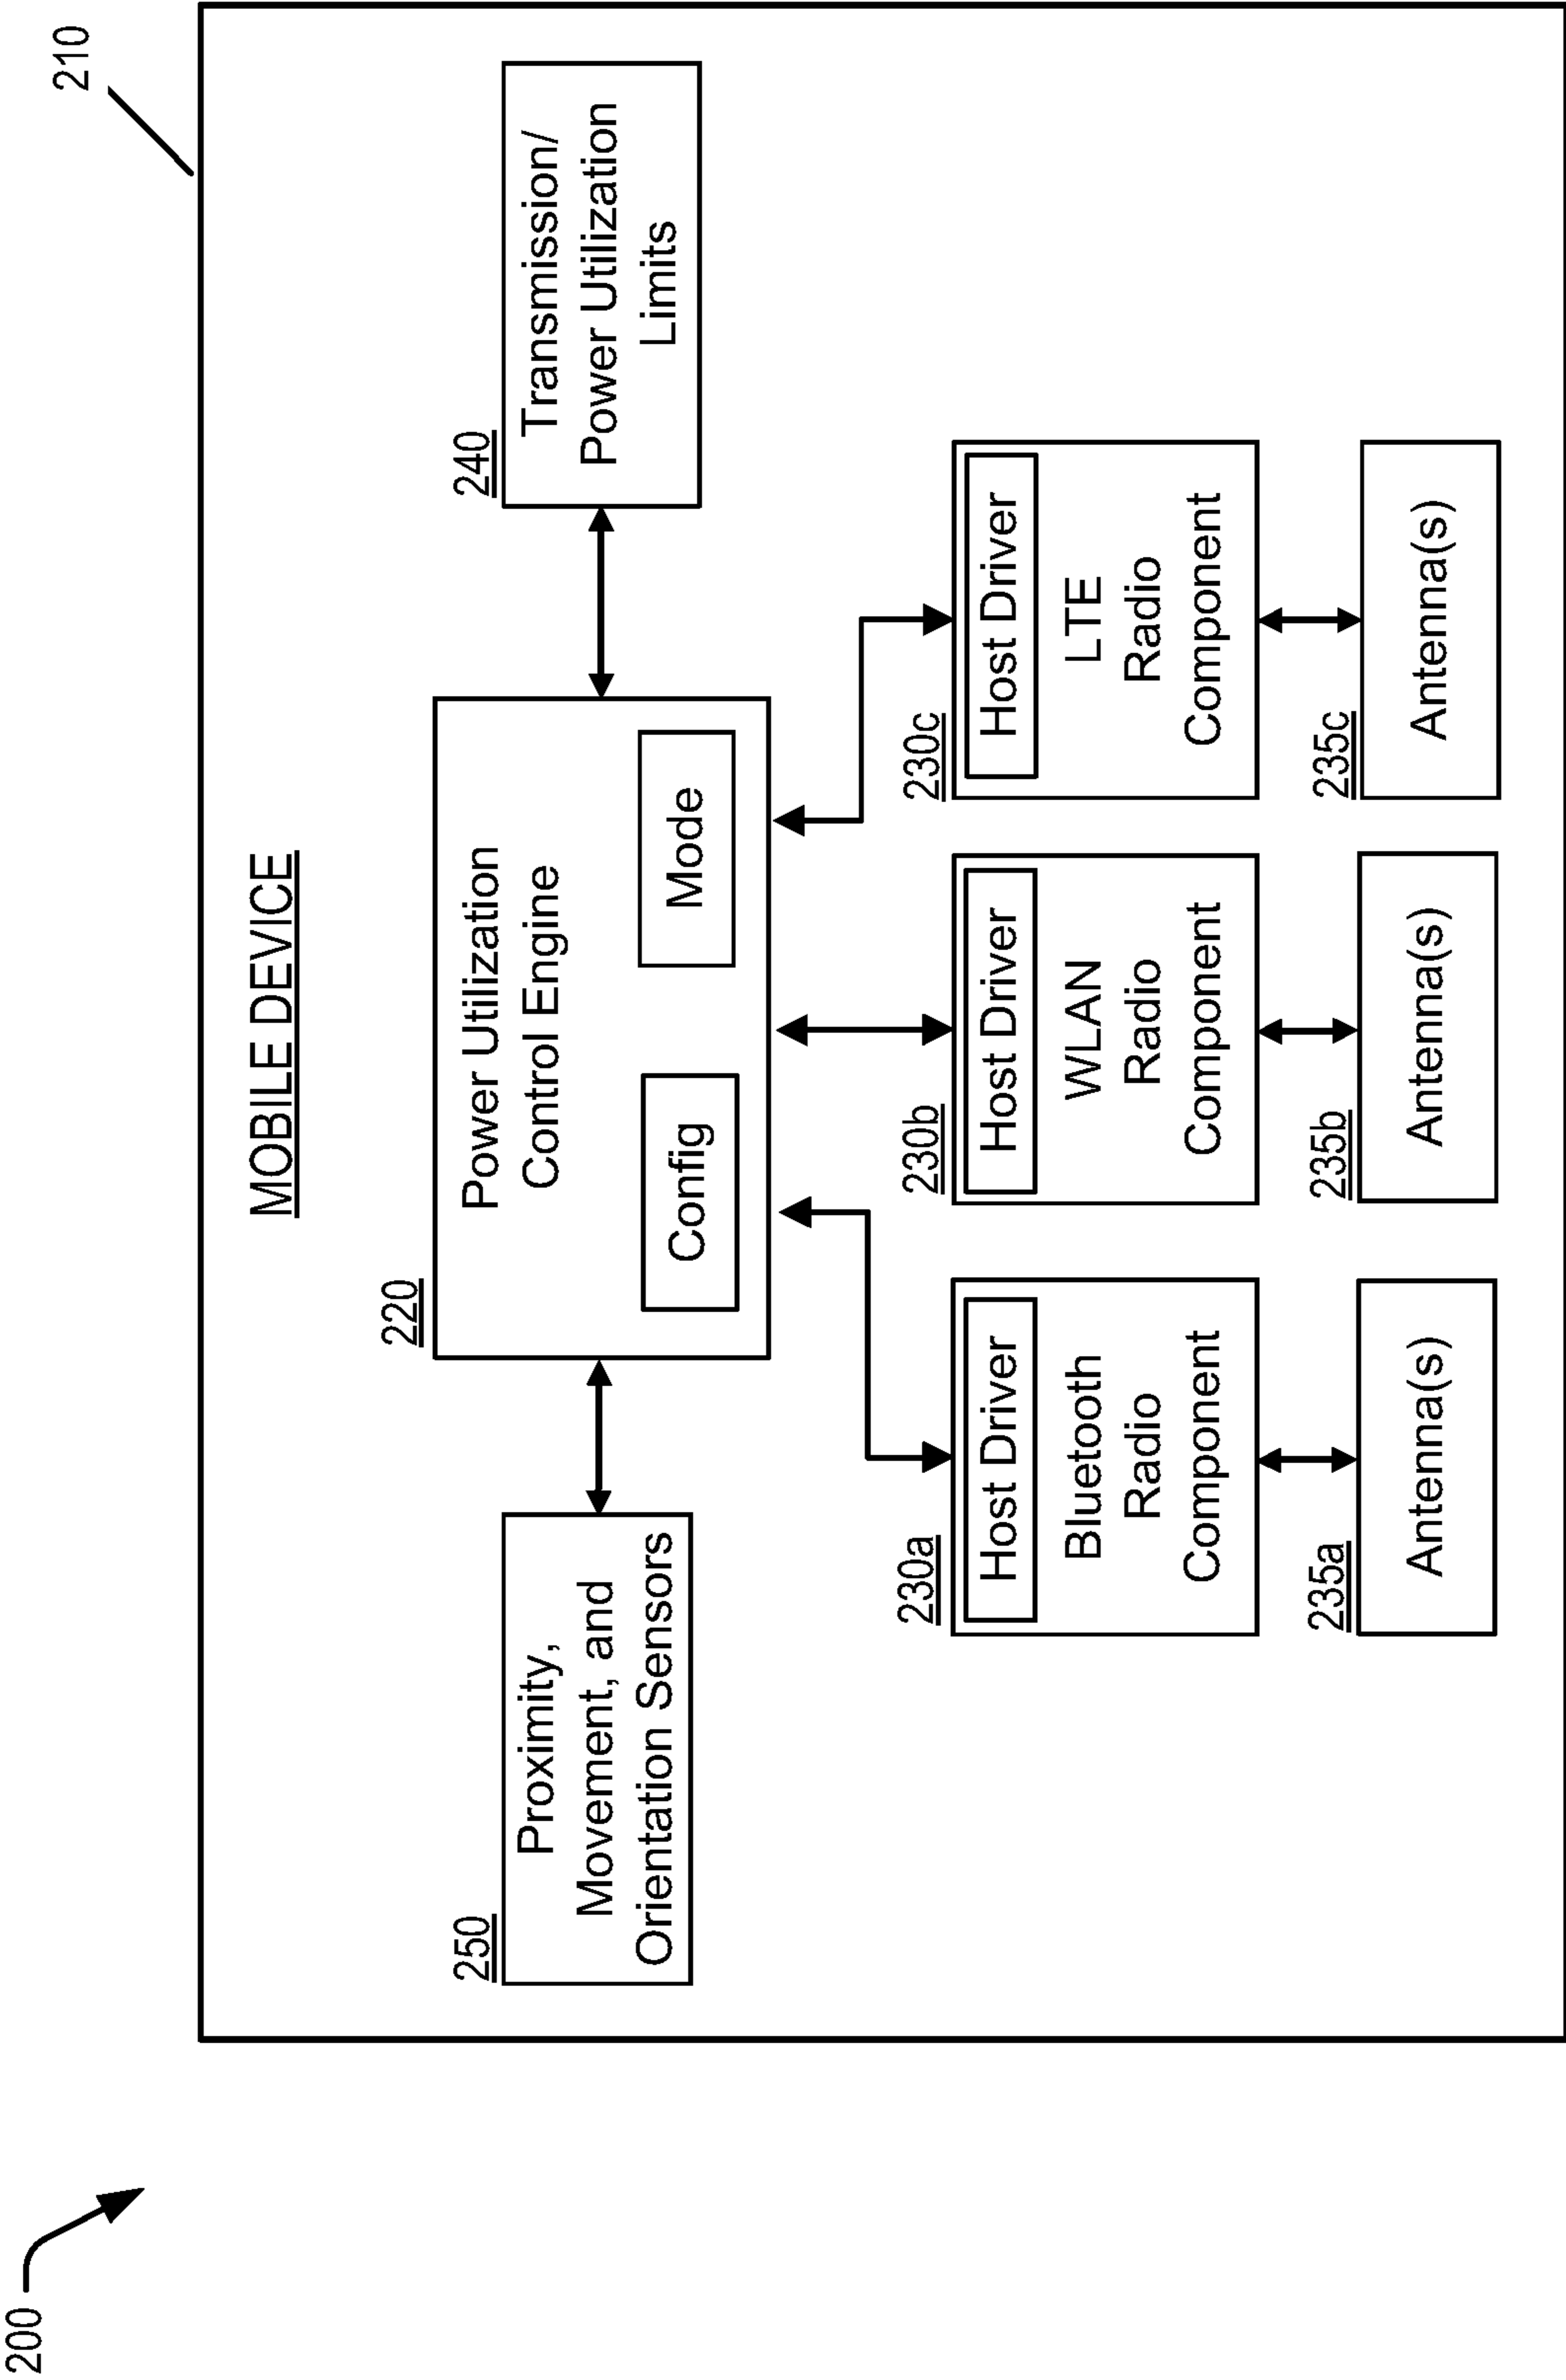 200
210
MOBILE DEVICE
220
Power Utilization
Control Engine
Config
Mode
250
Proximity,
Movement, and
Orientation Sensors
240
Transmission/
Power Utilization
Limits
230a
Host Driver
Bluetooth
Radio
Component
230b
Host Driver
WLAN
Radio
Component
230c
Host Driver
LTE
Radio
Component
235a
Antenna(s)
235b
Antenna(s)
235c
Antenna(s)